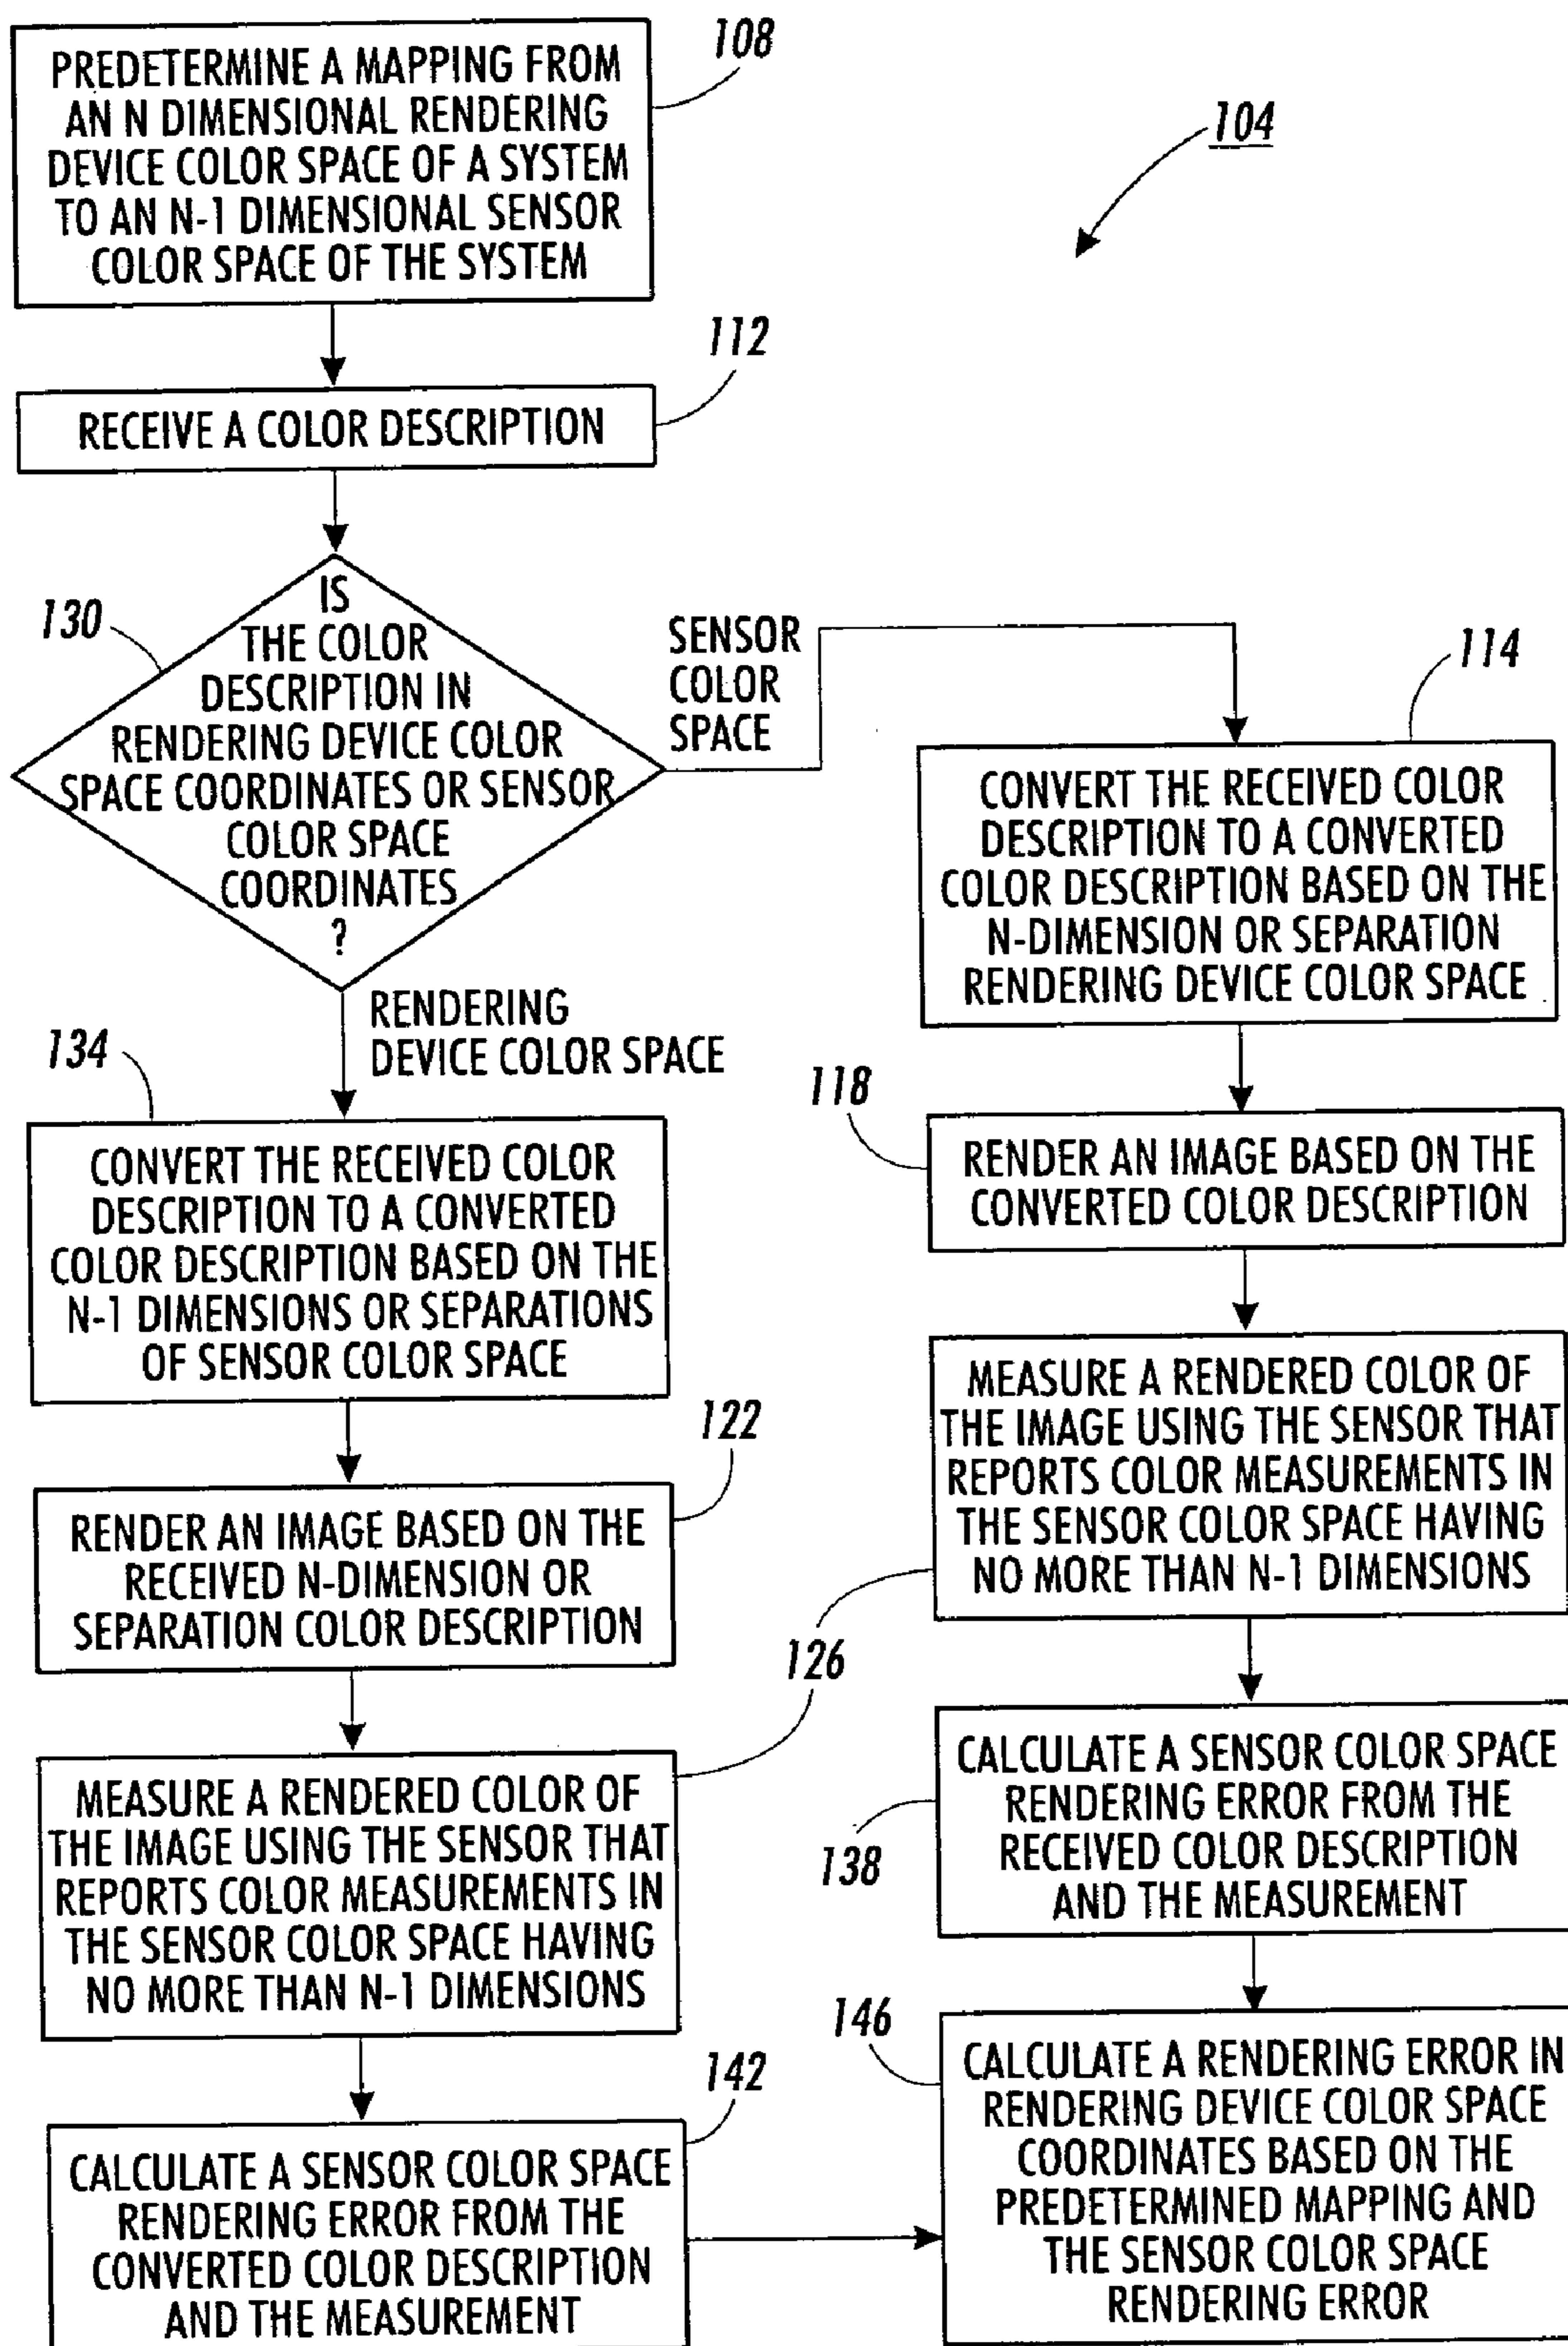 108
PREDETERMINE A MAPPING FROM
AN N DIMENSIONAL RENDERING
DEVICE COLOR SPACE OF A SYSTEM
TO AN N-1 DIMENSIONAL SENSOR
COLOR SPACE OF THE SYSTEM
104
112
RECEIVE A COLOR DESCRIPTION
130
IS
THE COLOR
DESCRIPTION IN
RENDERING DEVICE COLOR
SPACE COORDINATES OR SENSOR
COLOR SPACE
COORDINATES
?
SENSOR
COLOR
SPACE
RENDERING
DEVICE COLOR SPACE
134
CONVERT THE RECEIVED COLOR
DESCRIPTION TO A CONVERTED
COLOR DESCRIPTION BASED ON THE
N-1 DIMENSIONS OR SEPARATIONS
OF SENSOR COLOR SPACE
122
RENDER AN IMAGE BASED ON THE
RECEIVED N-DIMENSION OR
SEPARATION COLOR DESCRIPTION
126
MEASURE A RENDERED COLOR OF
THE IMAGE USING THE SENSOR THAT
REPORTS COLOR MEASUREMENTS IN
THE SENSOR COLOR SPACE HAVING
NO MORE THAN N-1 DIMENSIONS
142
CALCULATE A SENSOR COLOR SPACE
RENDERING ERROR FROM THE
CONVERTED COLOR DESCRIPTION
AND THE MEASUREMENT
114
CONVERT THE RECEIVED COLOR
DESCRIPTION TO A CONVERTED
COLOR DESCRIPTION BASED ON THE
N-DIMENSION OR SEPARATION
RENDERING DEVICE COLOR SPACE
118
RENDER AN IMAGE BASED ON THE
CONVERTED COLOR DESCRIPTION
MEASURE A RENDERED COLOR OF
THE IMAGE USING THE SENSOR THAT
REPORTS COLOR MEASUREMENTS IN
THE SENSOR COLOR SPACE HAVING
NO MORE THAN N-1 DIMENSIONS
138
CALCULATE A SENSOR COLOR SPACE
RENDERING ERROR FROM THE
RECEIVED COLOR DESCRIPTION
AND THE MEASUREMENT
146
CALCULATE A RENDERING ERROR IN
RENDERING DEVICE COLOR SPACE
COORDINATES BASED ON THE
PREDETERMINED MAPPING AND
THE SENSOR COLOR SPACE
RENDERING ERROR